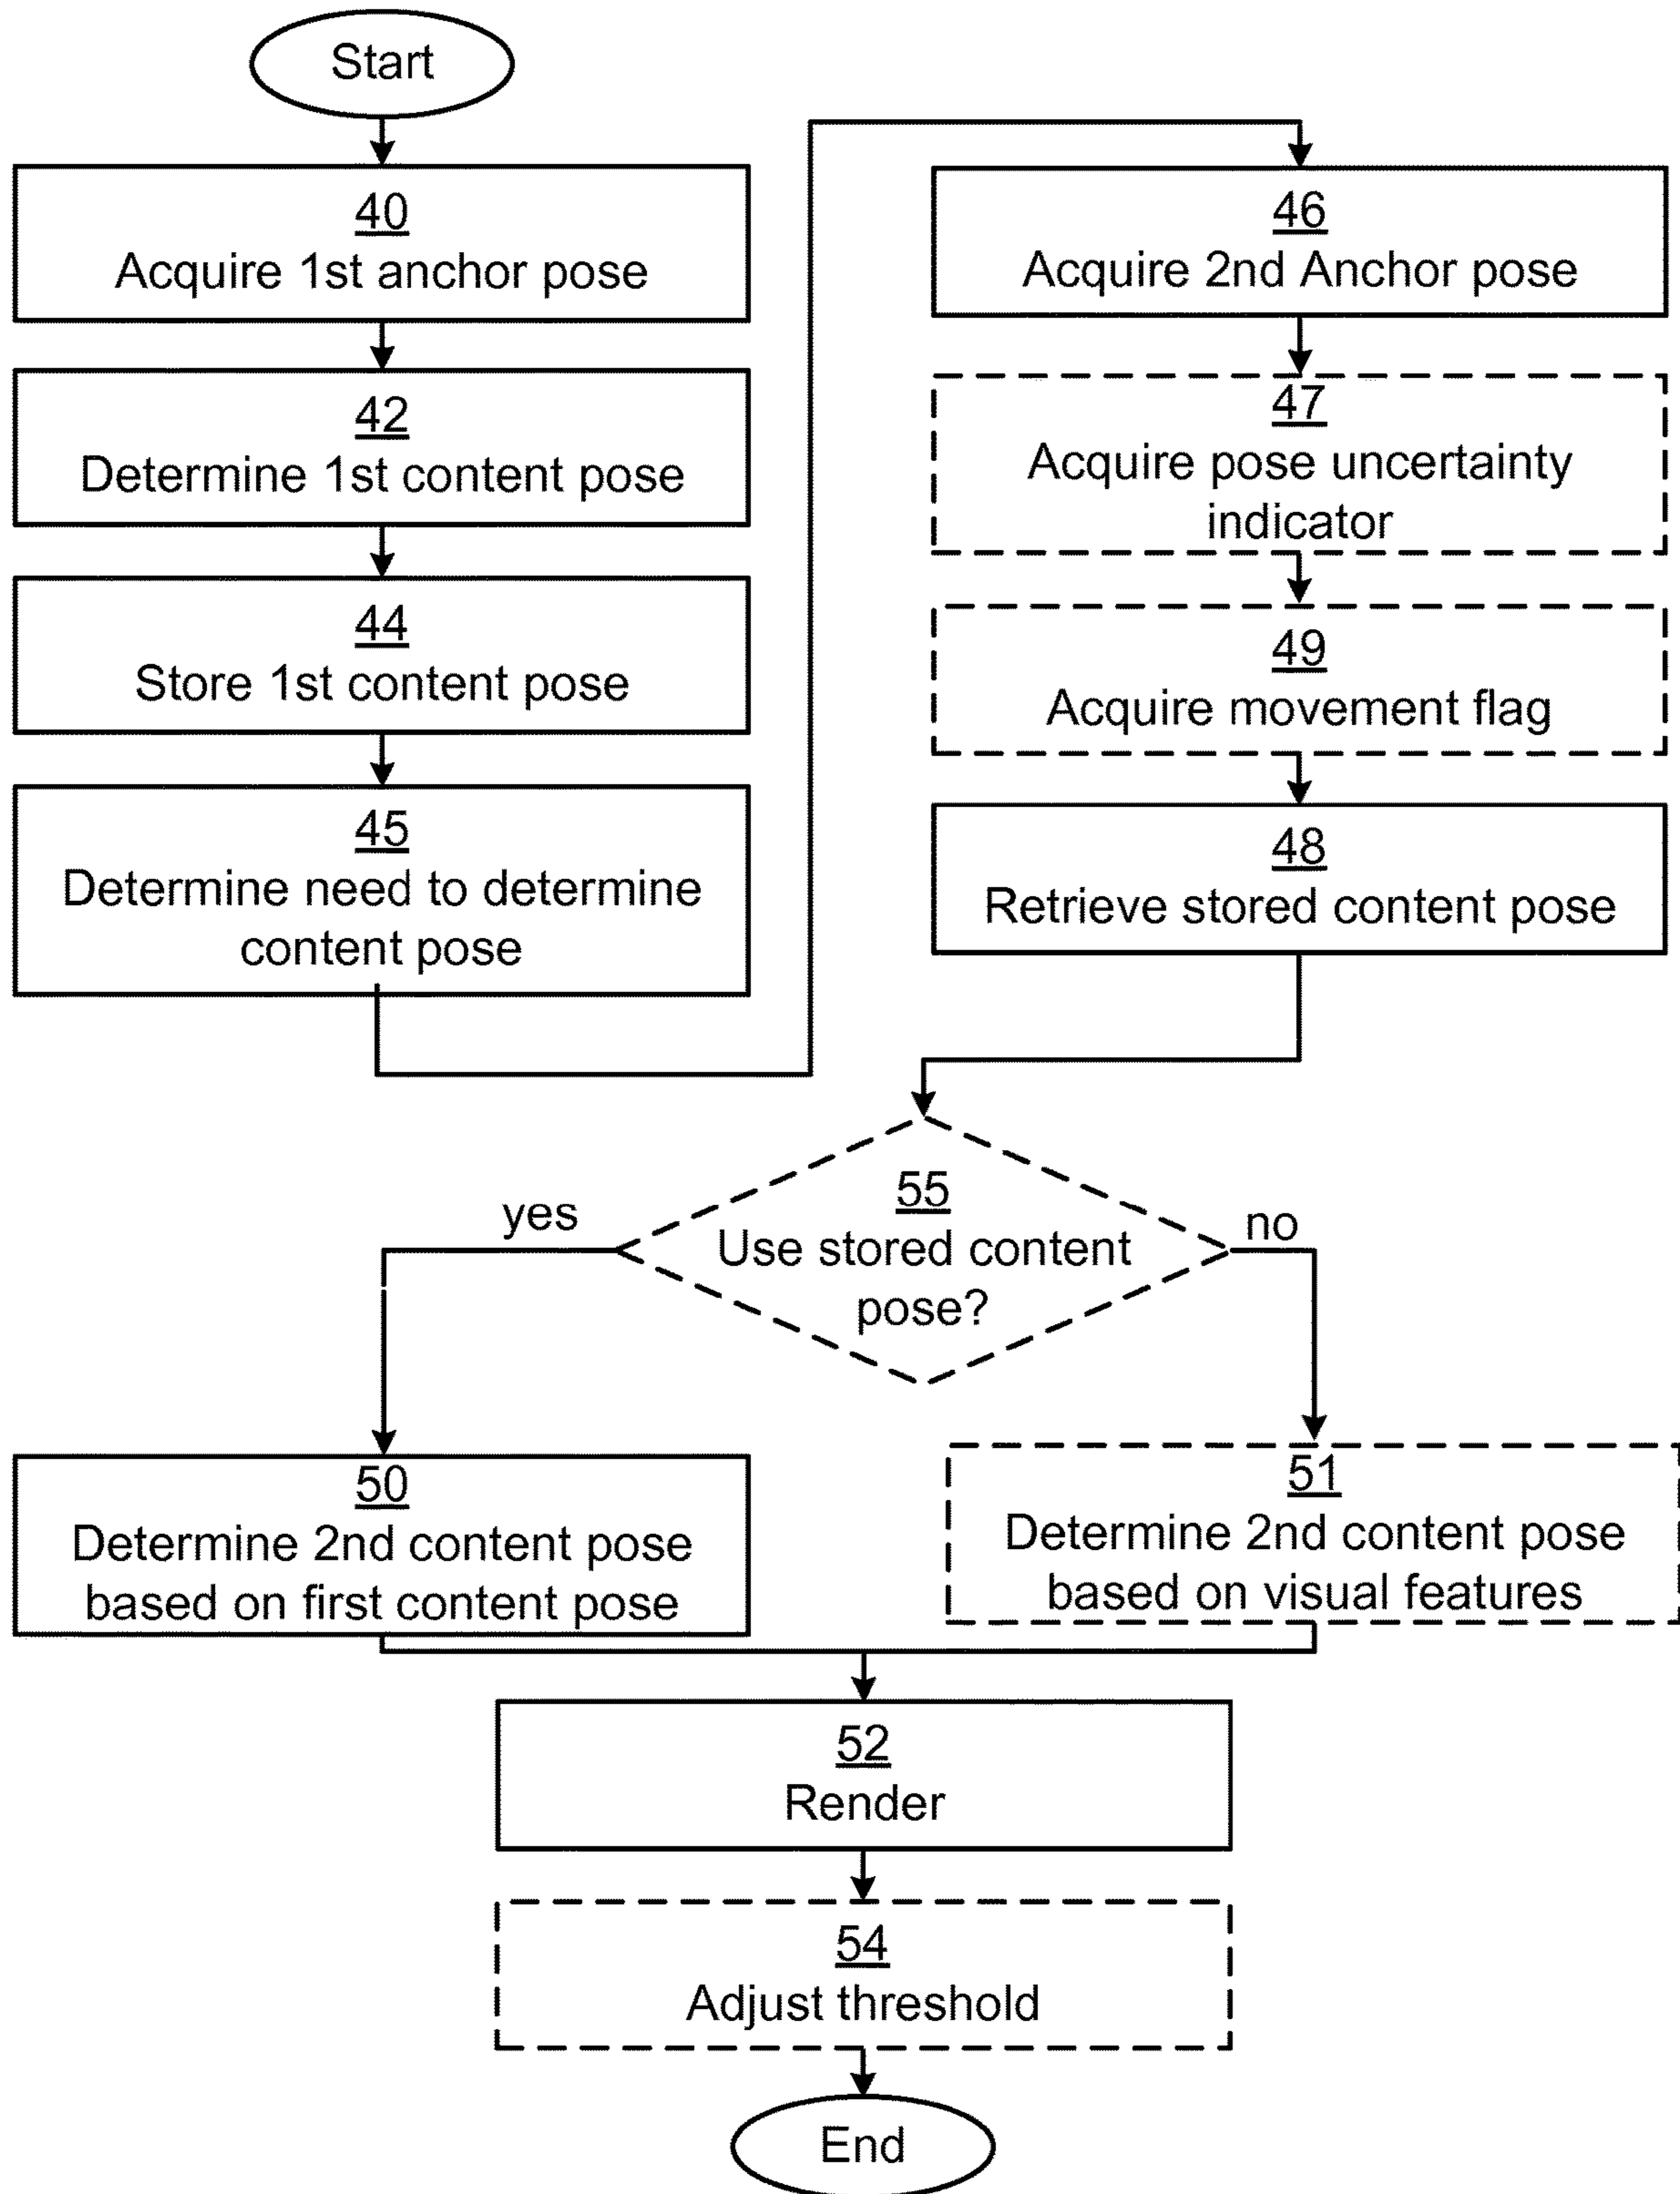 Start
40
Acquire 1st anchor pose
42
Determine 1st content pose
44
Store 1st content pose
45
Determine need to determine
content pose
46
Acquire 2nd Anchor pose
47
Acquire pose uncertainty
indicator
49
Acquire movement flag
48
Retrieve stored content pose
55
Use stored content
pose?
yes
no
50
Determine 2nd content pose
based on first content pose
51
Determine 2nd content pose
based on visual features
52
Render
54
Adjust threshold
End